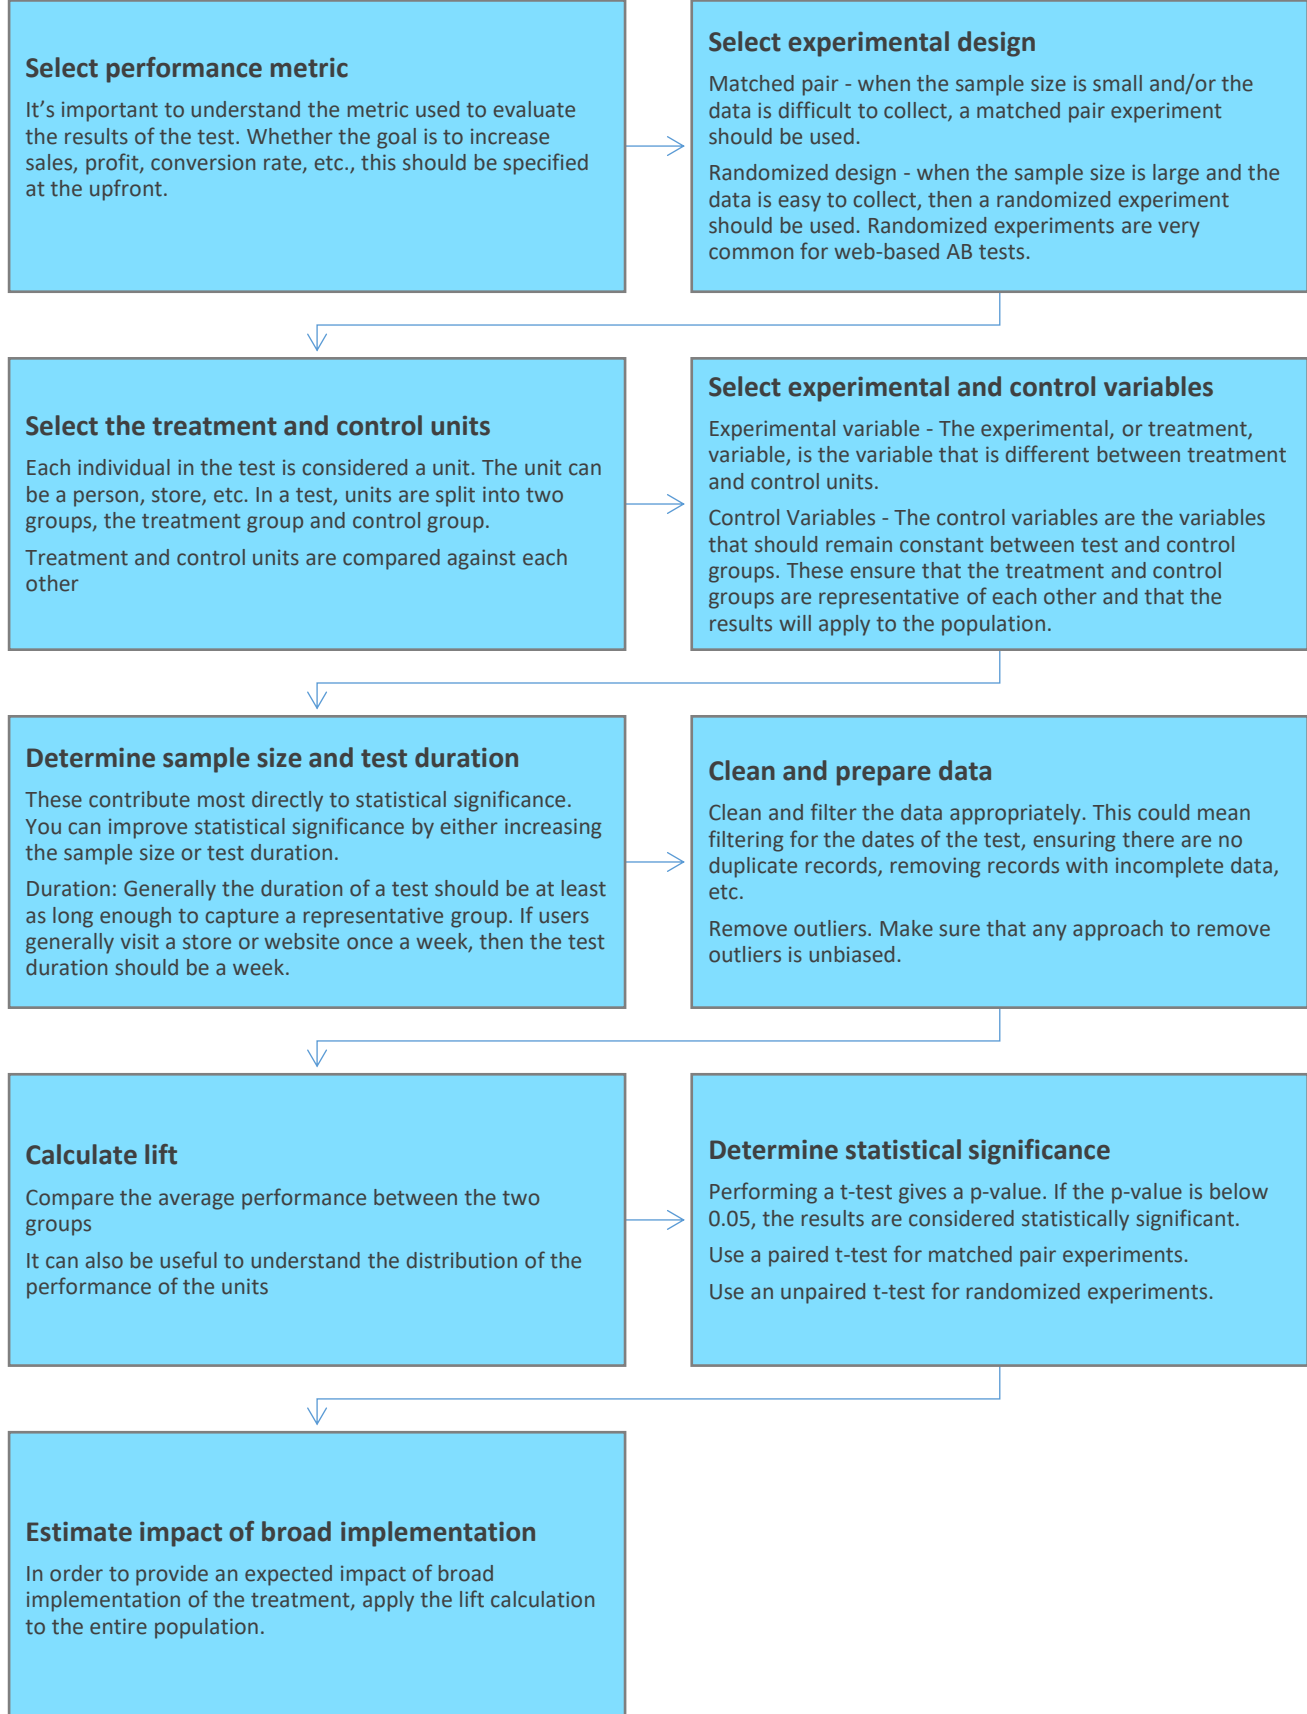 Select performance metric
It’s important to understand the metric used to evaluate
the results of the test. Whether the goal is to increase
sales, profit, conversion rate, etc., this should be specified
at the upfront.
Select experimental design
Matched pair - when the sample size is small and/or the
data is difficult to collect, a matched pair experiment
should be used.
Randomized design - when the sample size is large and the
data is easy to collect, then a randomized experiment
should be used. Randomized experiments are very
common for web-based AB tests.
Select the treatment and control units
Each individual in the test is considered a unit. The unit can
be a person, store, etc. In a test, units are split into two
groups, the treatment group and control group.
Treatment and control units are compared against each
other
Select experimental and control variables
Experimental variable - The experimental, or treatment,
variable, is the variable that is different between treatment
and control units.
Control Variables - The control variables are the variables
that should remain constant between test and control
groups. These ensure that the treatment and control
groups are representative of each other and that the
results will apply to the population.
Determine sample size and test duration
These contribute most directly to statistical significance.
You can improve statistical significance by either increasing
the sample size or test duration.
Duration: Generally the duration of a test should be at least
as long enough to capture a representative group. If users
generally visit a store or website once a week, then the test
duration should be a week.
Clean and prepare data
Clean and filter the data appropriately. This could mean
filtering for the dates of the test, ensuring there are no
duplicate records, removing records with incomplete data,
etc.
Remove outliers. Make sure that any approach to remove
outliers is unbiased.
Calculate lift
Compare the average performance between the two
groups
It can also be useful to understand the distribution of the
performance of the units
Determine statistical significance
Performing a t-test gives a p-value. If the p-value is below
0.05, the results are considered statistically significant.
Use a paired t-test for matched pair experiments.
Use an unpaired t-test for randomized experiments.
Estimate impact of broad implementation
In order to provide an expected impact of broad
implementation of the treatment, apply the lift calculation
to the entire population.